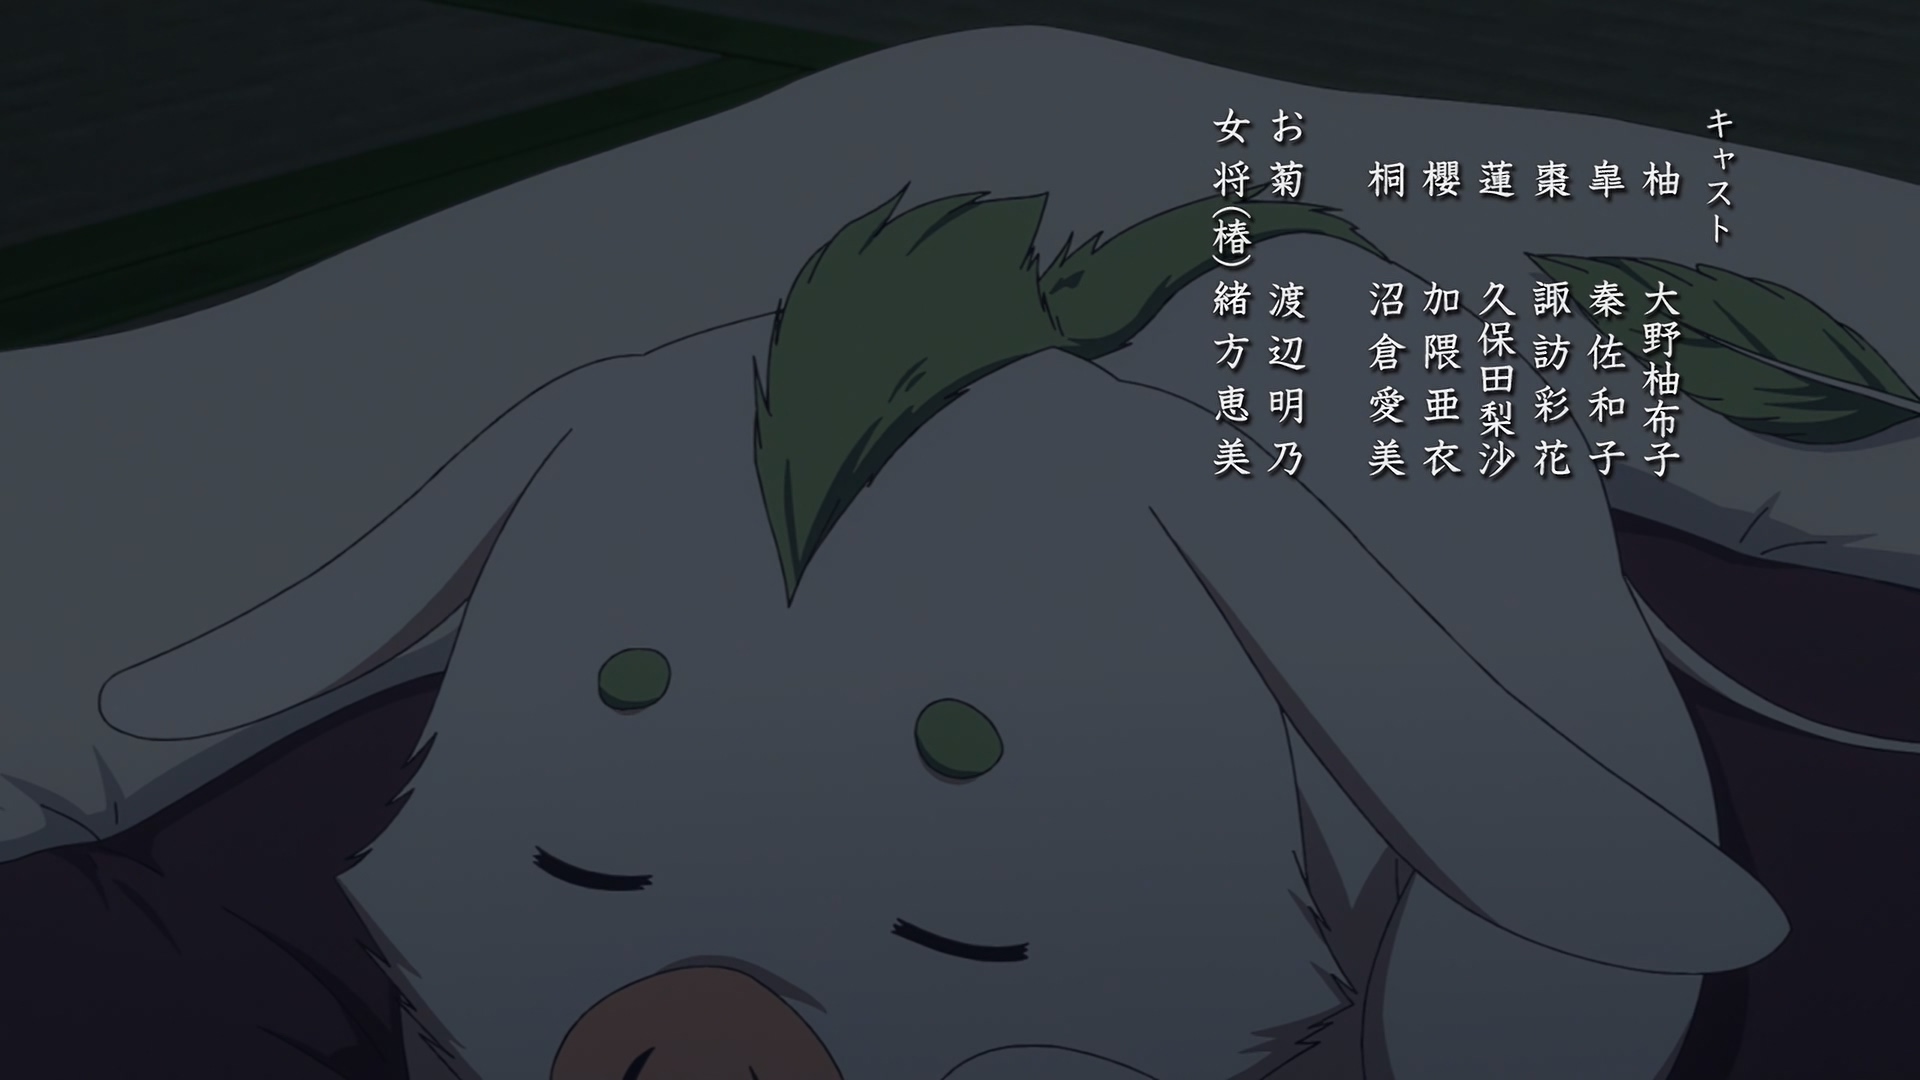 キャスト
柚 大野柚布子
皐 秦佐和子
棗 諏訪彩花
蓮 久保田梨沙
櫻 加隈亜衣
桐 沼倉愛美
お菊 渡辺明乃
女将(椿) 緒方恵美